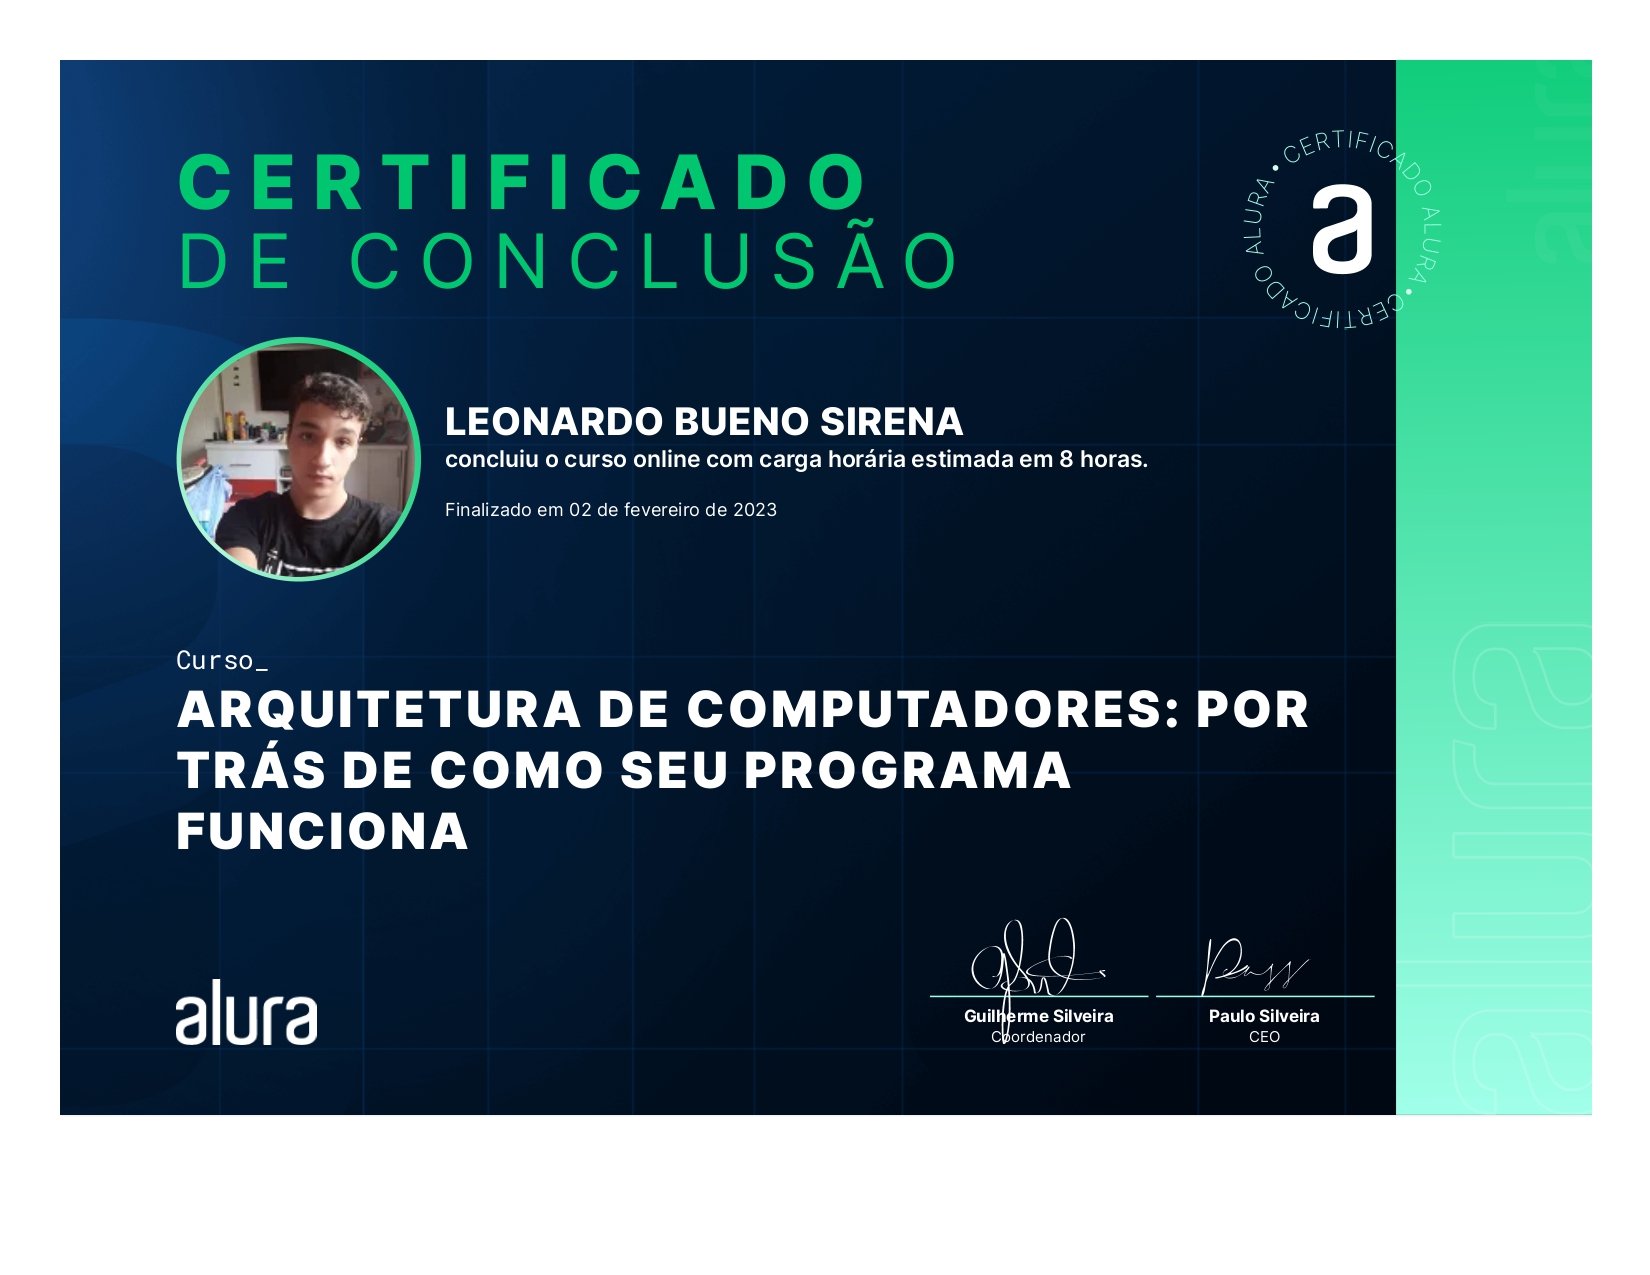 CERTIFICADO
DE CONCLUSÃO
CERTIFICADO ALURA • CERTIFICADO ALURA •
a
alura
LEONARDO BUENO SIRENA
concluiu o curso online com carga horária estimada em 8 horas.
Finalizado em 02 de fevereiro de 2023
Curso_
ARQUITETURA DE COMPUTADORES: POR
TRÁS DE COMO SEU PROGRAMA
FUNCIONA
alura
alura
Guilherme Silveira
Coordenador
Paulo Silveira
CEO